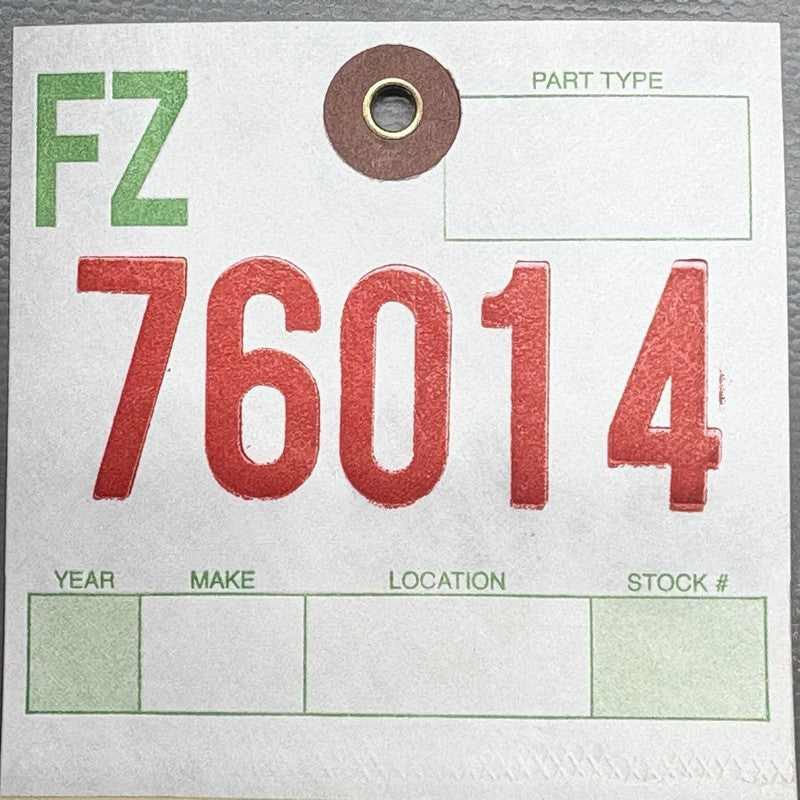 FZ
PART TYPE
76014
YEAR MAKE LOCATION STOCK #